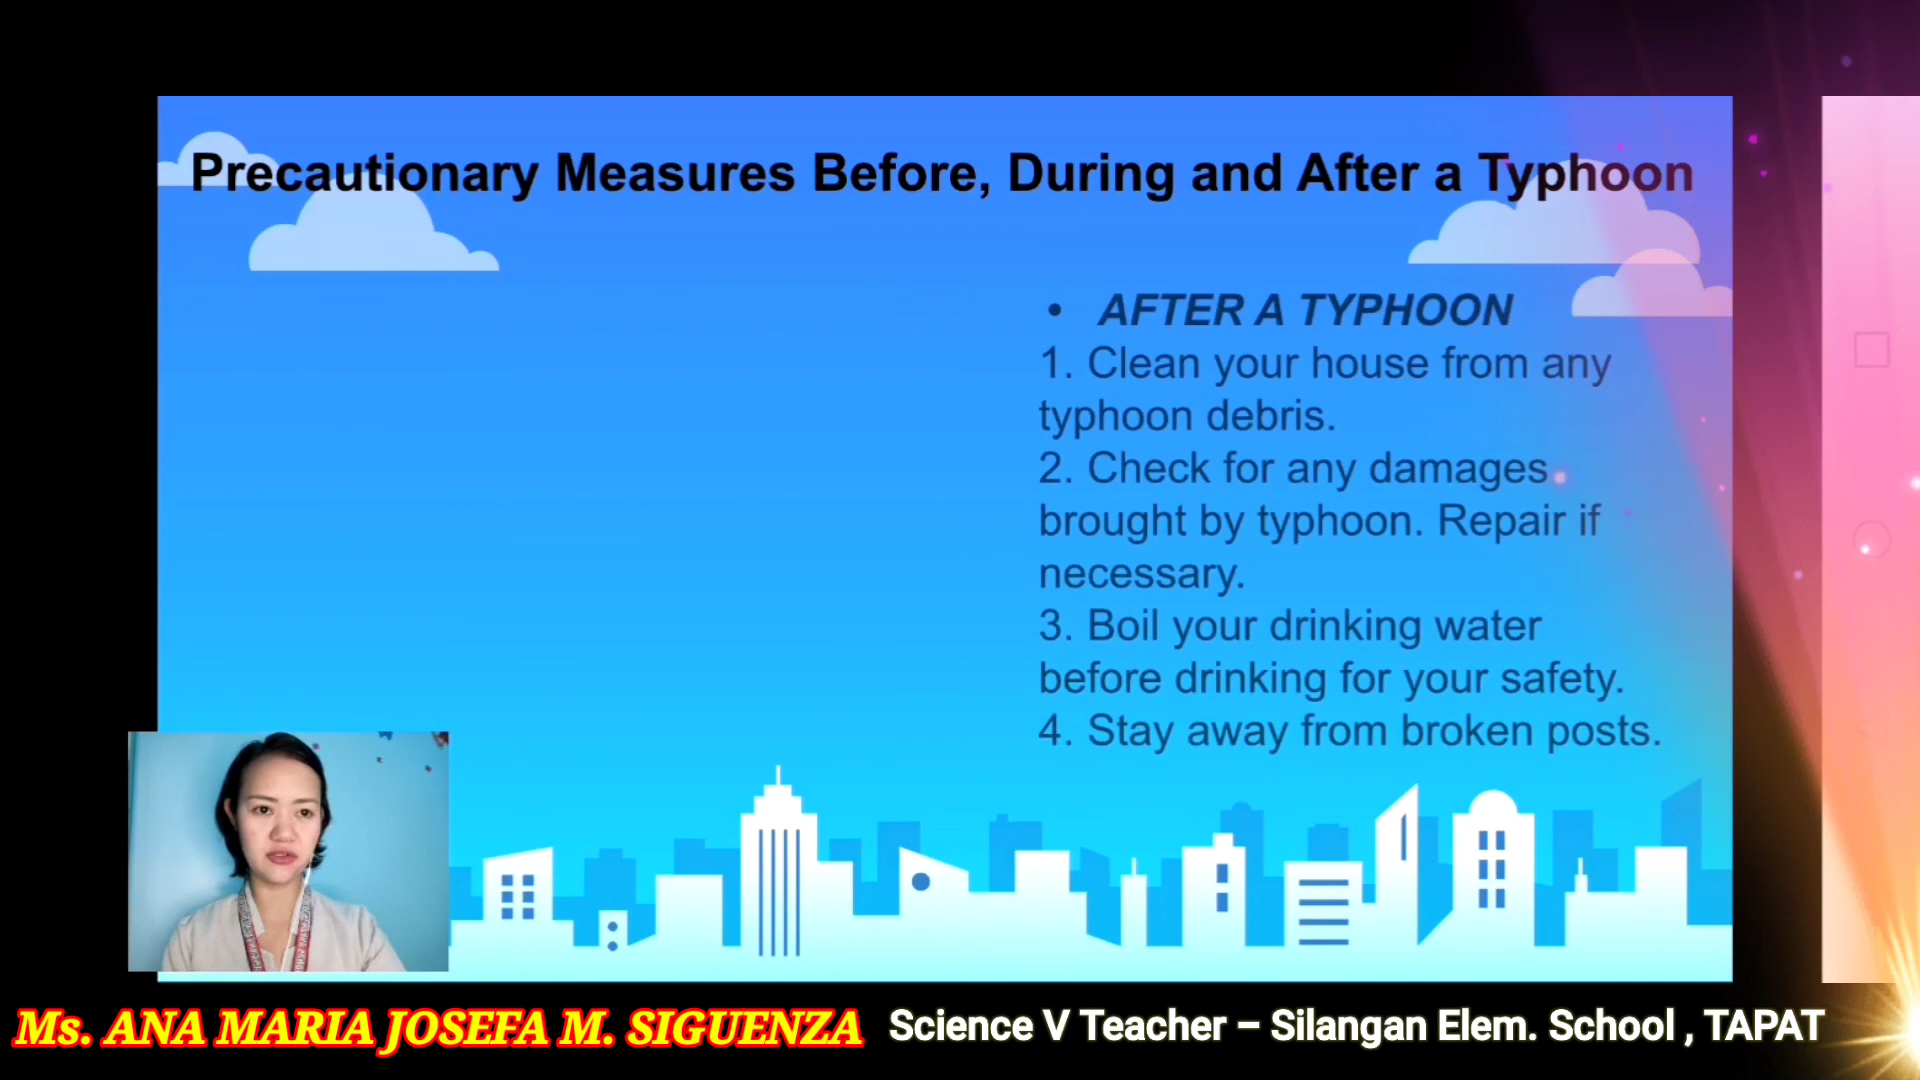 Precautionary Measures Before, During and After a Typhoon
• AFTER A TYPHOON
1. Clean your house from any
typhoon debris.
2. Check for any damages
brought by typhoon. Repair if
necessary.
3. Boil your drinking water
before drinking for your safety.
4. Stay away from broken posts.
Ms. ANA MARIA JOSEFA M. SIGUENZA Science V Teacher – Silangan Elem. School , TAPAT